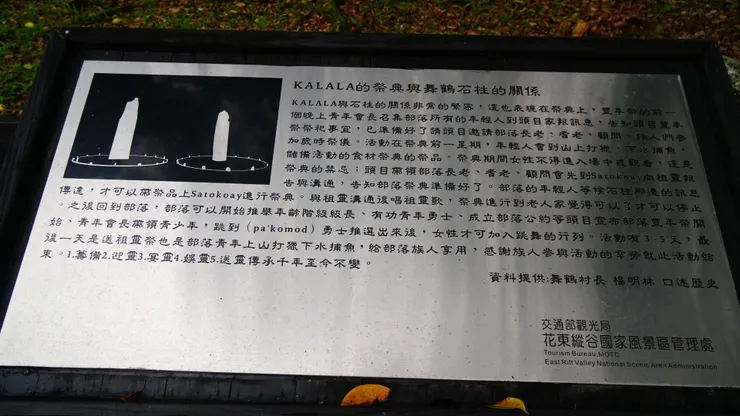 KALALA的祭典與舞鶴石柱的關係
KALALA與石柱的關係非常的緊密，這也表現在祭典上，豐年祭的前一
個晚上青年會長召集部落所有的年輕人到頭目家報訊息，告知頭目豐年
祭祭祀事宜，已準備好了請頭目邀請部落長老、耆老、顧問、族人們參
加歲時祭儀。活動在祭典前一星期，年輕人會到山上打獵、下水捕魚，
儲備活動的食材祭典的祭品。祭典期間女性不得進入場中或觀看，這是
祭典的禁忌；頭目帶領部落長老、耆老、顧問會先到Satokoay向祖靈報
告與溝通，告知部落祭典準備好了。部落的年輕人等候石柱那邊的訊息
傳達，才可以帶祭品上Satokoay進行祭典。與祖靈溝通後唱祖靈歌，祭典進行到老人家覺得可以了才可以停止
。之後回到部落，部落可以開始推舉年齡階級級長、有功青年勇士、成立部落公約等頭目宣布部落豐年祭開
始、青年會長帶領青少年，跳到（pa'komod）勇士推選出來後，女性才可加入跳舞的行列。活動有3-5天，最
後一天是送祖靈祭也是部落青年上山打獵下水捕魚，給部落族人享用，感謝族人參與活動的辛勞就此活動結
束。1.籌備2.迎靈3.宴靈4.娛靈5.送靈傳承千年至今不變。
資料提供:舞鶴村長 楊明林 口述歷史
交通部觀光局
花東縱谷國家風景區管理處
Tourism Bureau,MOTC
East Rift Valley National Scenic Area Administration